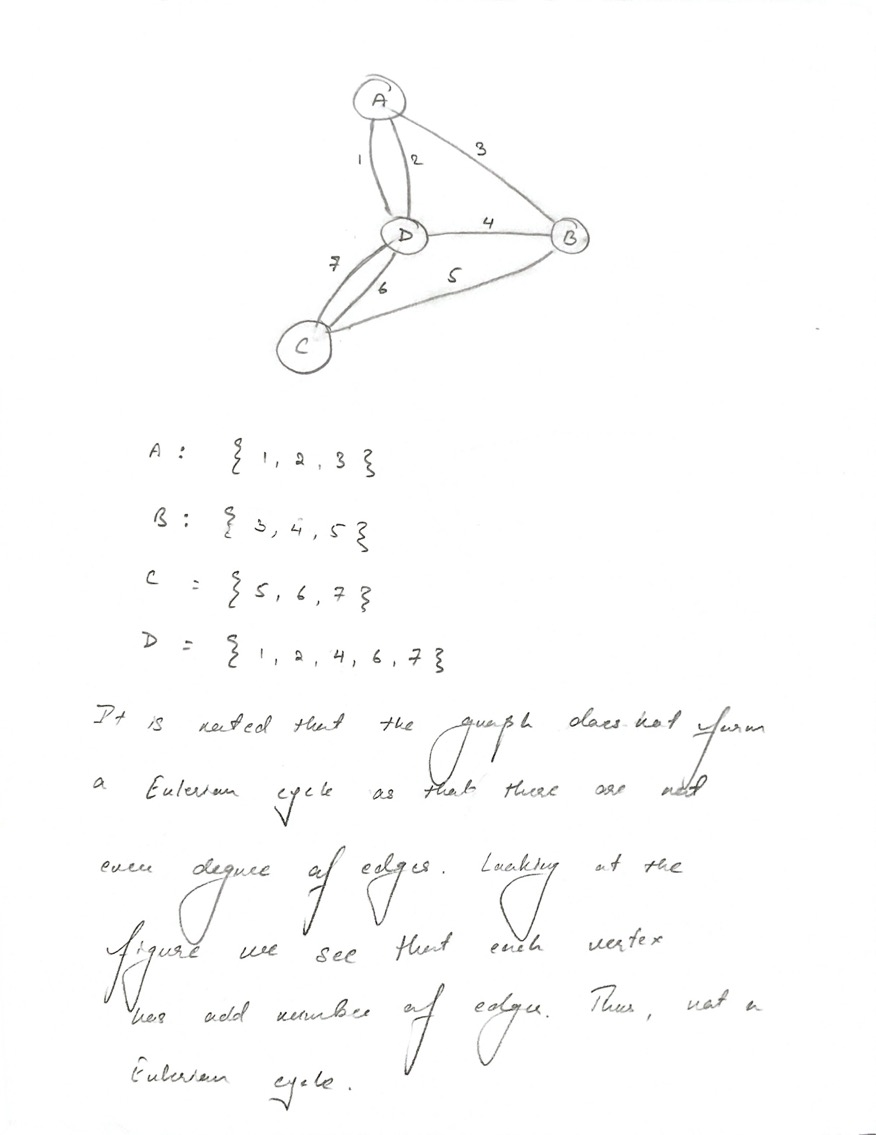 A
1
2
3
D
4
B
7
6
5
C
A : { 1, 2, 3 }
B : { 3, 4, 5 }
C = { 5, 6, 7 }
D = { 1, 2, 4, 6, 7 }
It is noted that the graph does not form
a Eulerian cycle as that there are not
even degree of edges. Looking at the
figure we see that each vertex
has odd number of edges. Thus, not a
Eulerian cycle.